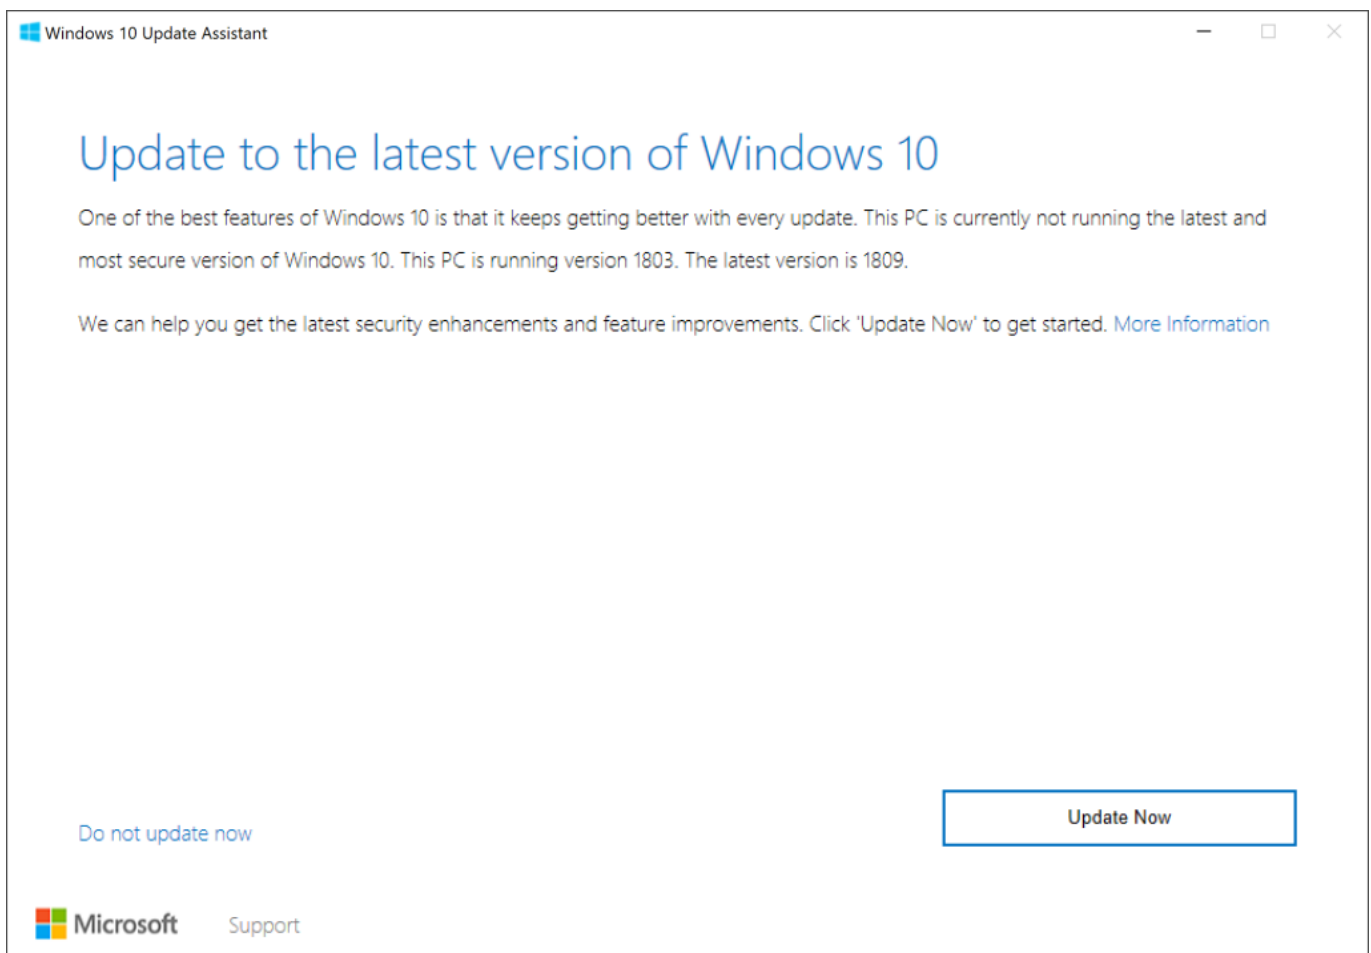 Windows 10 Update Assistant
Update to the latest version of Windows 10
One of the best features of Windows 10 is that it keeps getting better with every update. This PC is currently not running the latest and
most secure version of Windows 10. This PC is running version 1803. The latest version is 1809.
We can help you get the latest security enhancements and feature improvements. Click 'Update Now' to get started. More Information
Do not update now
Update Now
Microsoft
Support